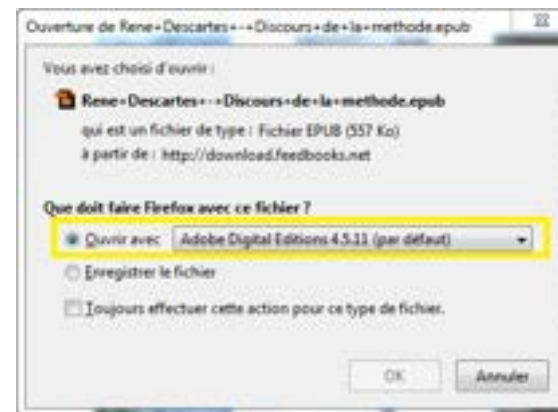 Ouverture de Rene+Descartes+-+Discours+de+la+methode.epub
Vous avez choisi d'ouvrir :
Rene+Descartes+-+Discours+de+la+methode.epub
qui est un fichier de type : Fichier EPUB (557 Ko)
à partir de : http://download.feedbooks.net
Que doit faire Firefox avec ce fichier ?
Ouvrir avec Adobe Digital Editions 4.5.11 (par défaut)
Enregistrer le fichier
Toujours effectuer cette action pour ce type de fichier.
OK Annuler